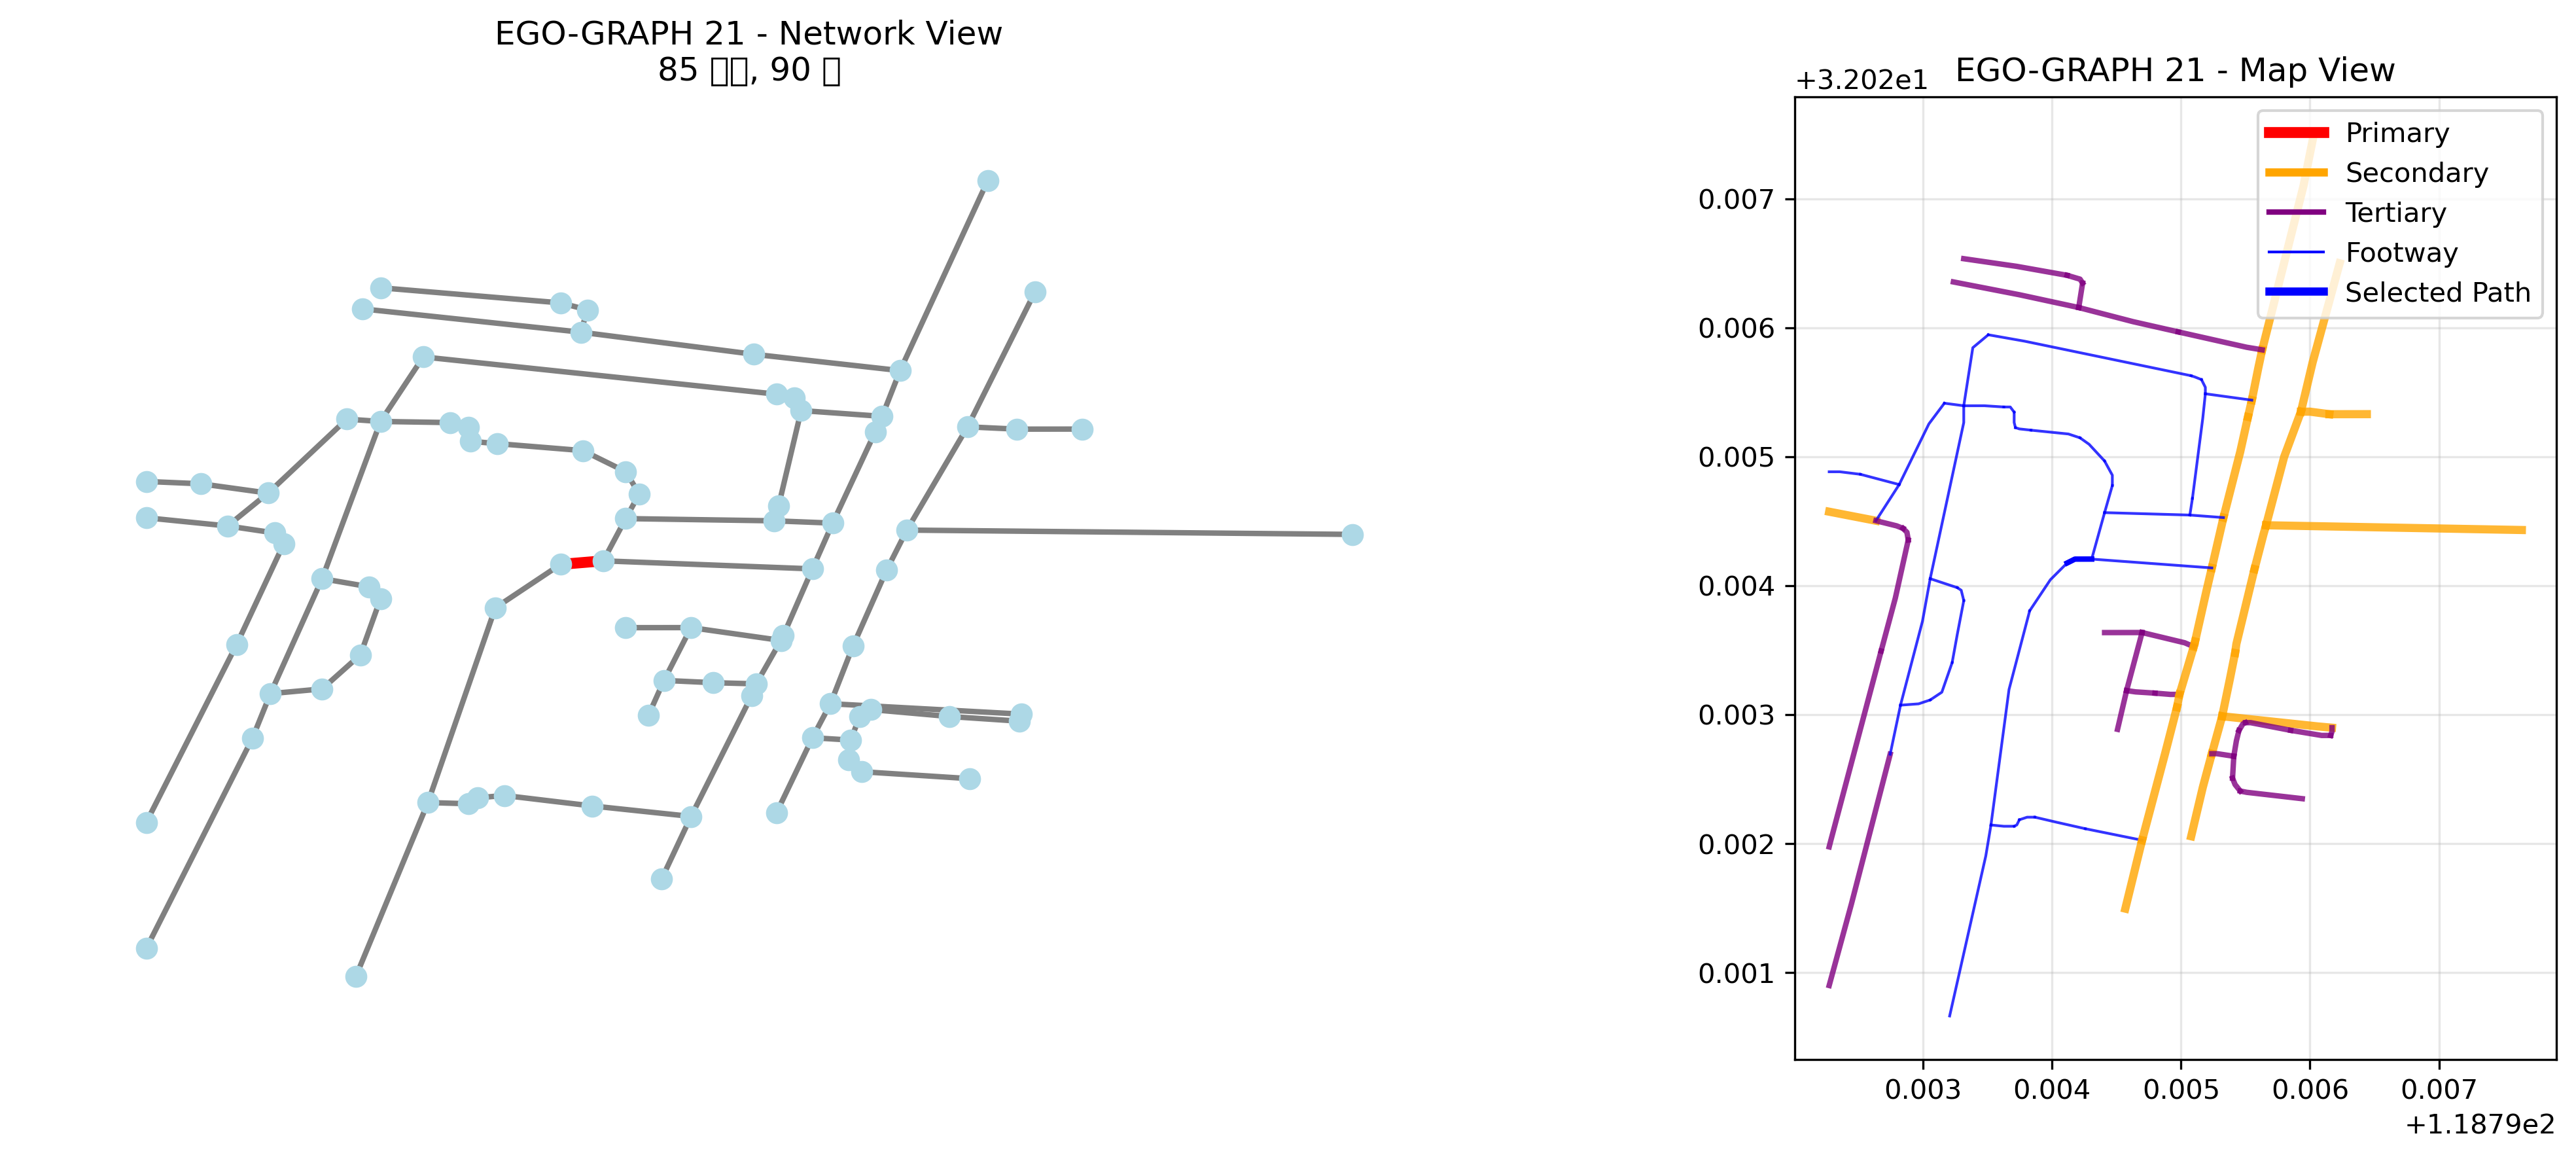 EGO-GRAPH 21 - Network View
85 , 90
EGO-GRAPH 21 - Map View
+3.202e1
Primary
Secondary
Tertiary
Footway
Selected Path
0.007
0.006
0.005
0.004
0.003
0.002
0.001
0.003 0.004 0.005 0.006 0.007
+1.1879e2